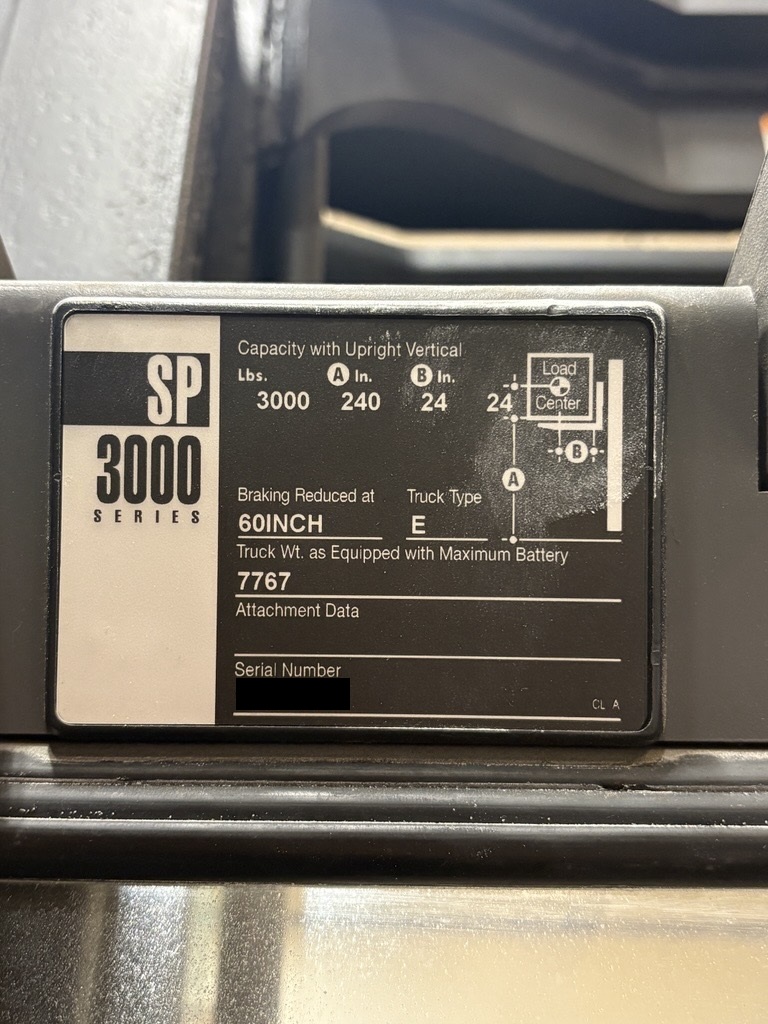 SP
3000
SERIES
Capacity with Upright Vertical
Lbs. A In. B In.
3000 240 24 24
Load
Center
B
A
Braking Reduced at Truck Type
60INCH E
Truck Wt. as Equipped with Maximum Battery
7767
Attachment Data
Serial Number
CL A